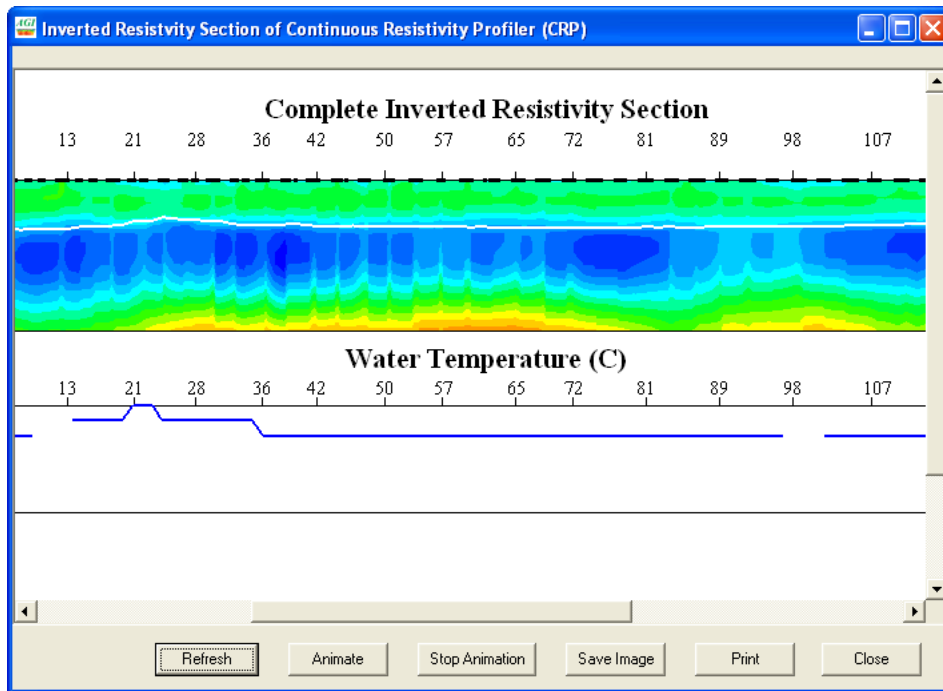 AGI Inverted Resistvity Section of Continuous Resistivity Profiler (CRP)
Complete Inverted Resistivity Section
13 21 28 36 42 50 57 65 72 81 89 98 107
Water Temperature (C)
13 21 28 36 42 50 57 65 72 81 89 98 107
Refresh Animate Stop Animation Save Image Print Close